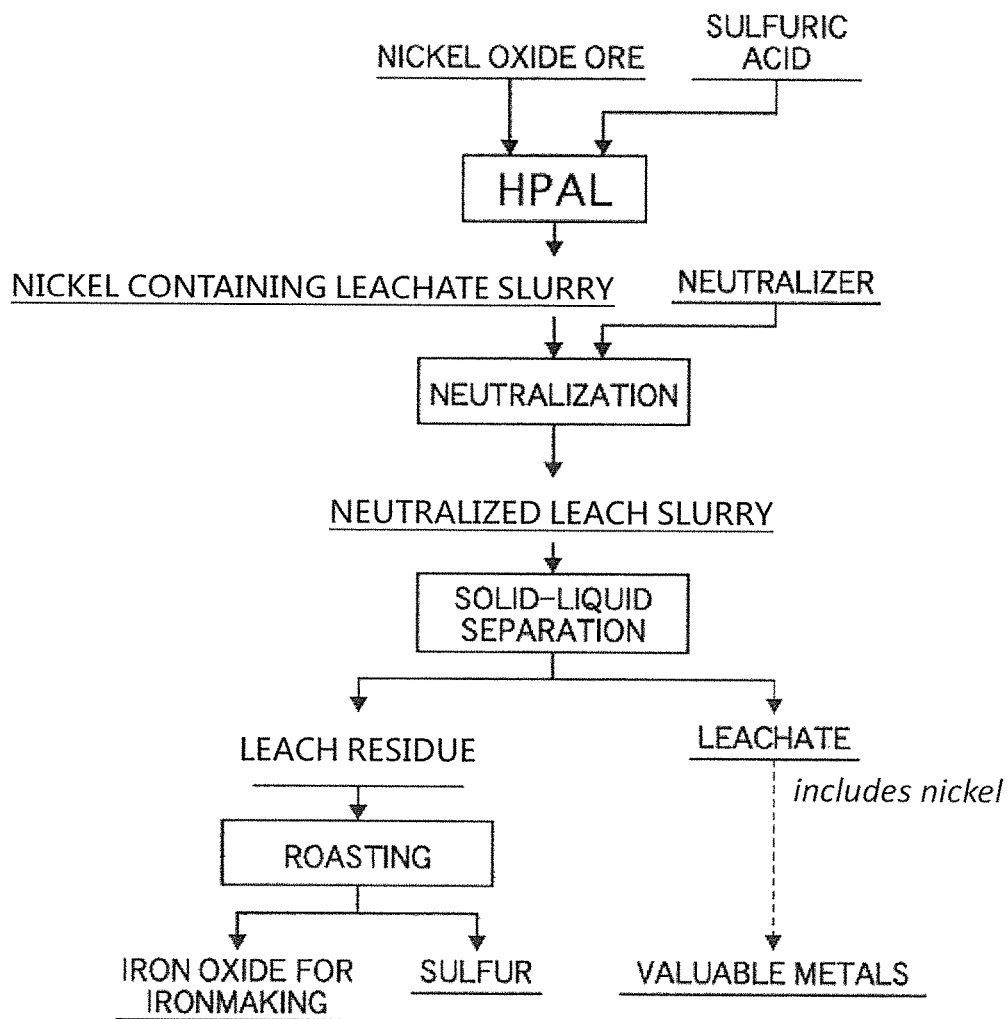 NICKEL OXIDE ORE
SULFURIC
ACID
HPAL
NICKEL CONTAINING LEACHATE SLURRY
NEUTRALIZER
NEUTRALIZATION
NEUTRALIZED LEACH SLURRY
SOLID-LIQUID
SEPARATION
LEACH RESIDUE
LEACHATE
includes nickel
ROASTING
IRON OXIDE FOR
IRONMAKING
SULFUR
VALUABLE METALS